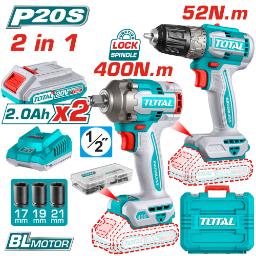 P20S
2 in 1
52N.m
LOCK
SPINDLE
400N.m
TOTAL
20V
2.0Ah x2
1/2"
TOTAL
TOTAL
17 mm
19 mm
21 mm
BL MOTOR
TOTAL